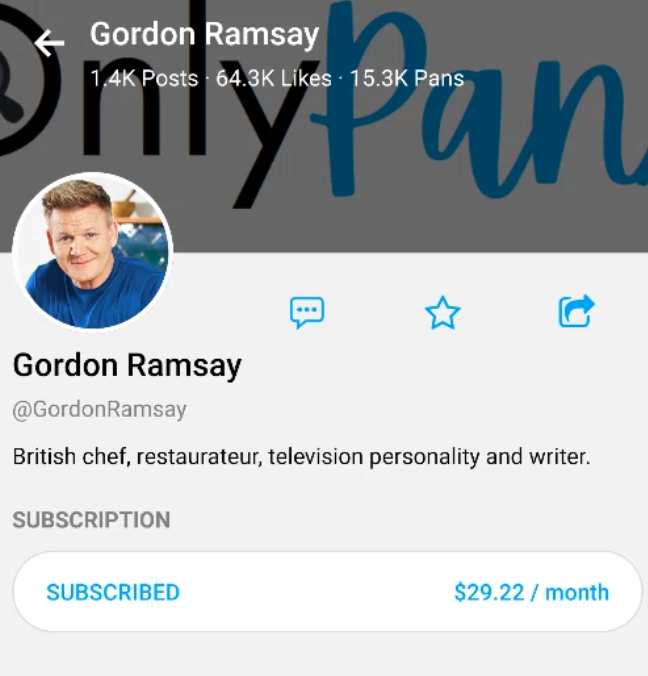 Gordon Ramsay
1.4K Posts · 64.3K Likes · 15.3K Pans
OnlyPan
Gordon Ramsay
@GordonRamsay
British chef, restaurateur, television personality and writer.
SUBSCRIPTION
SUBSCRIBED $29.22 / month